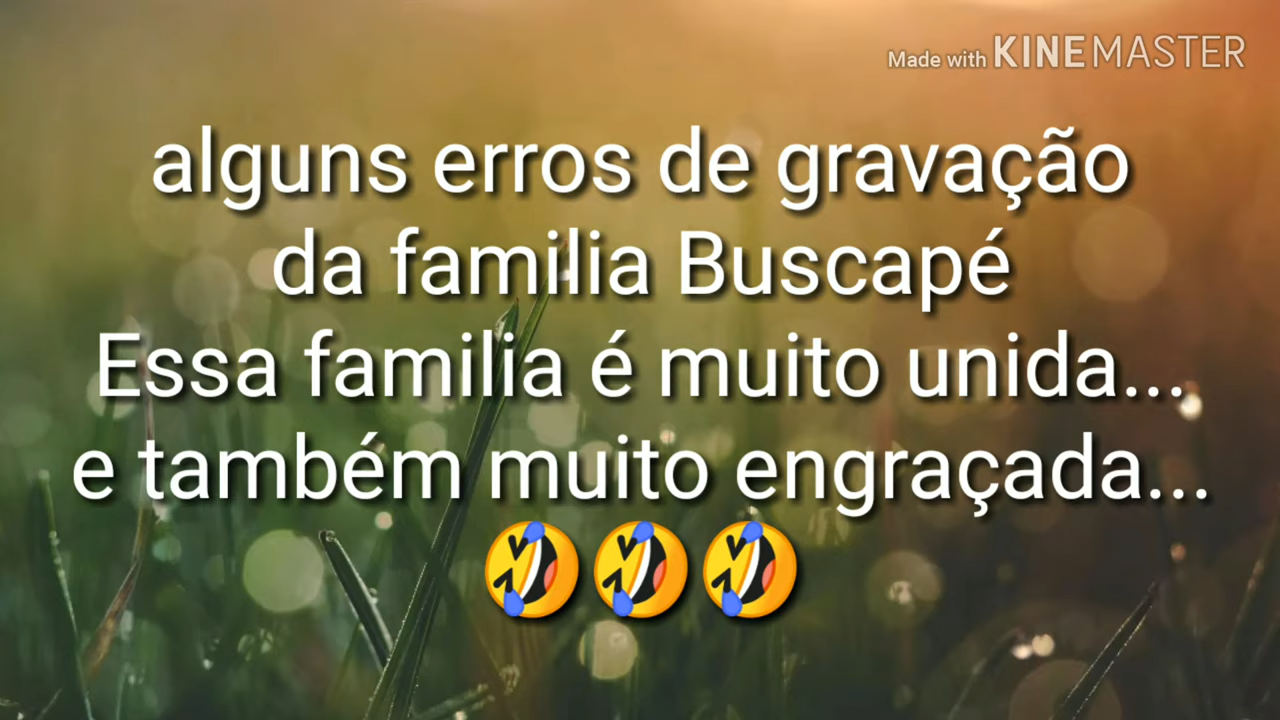 Made with KINEMASTER
alguns erros de gravação
da familia Buscapé
Essa familia é muito unida...
e também muito engraçada...
🤣🤣🤣